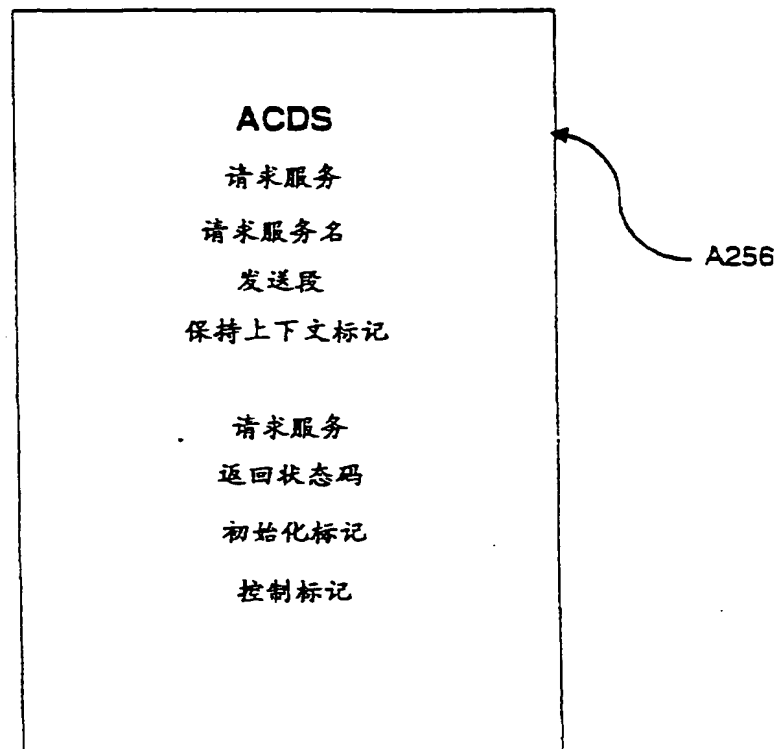 ACDS
请求服务
请求服务名
发送段
保持上下文标记
请求服务
返回状态码
初始化标记
控制标记
A256